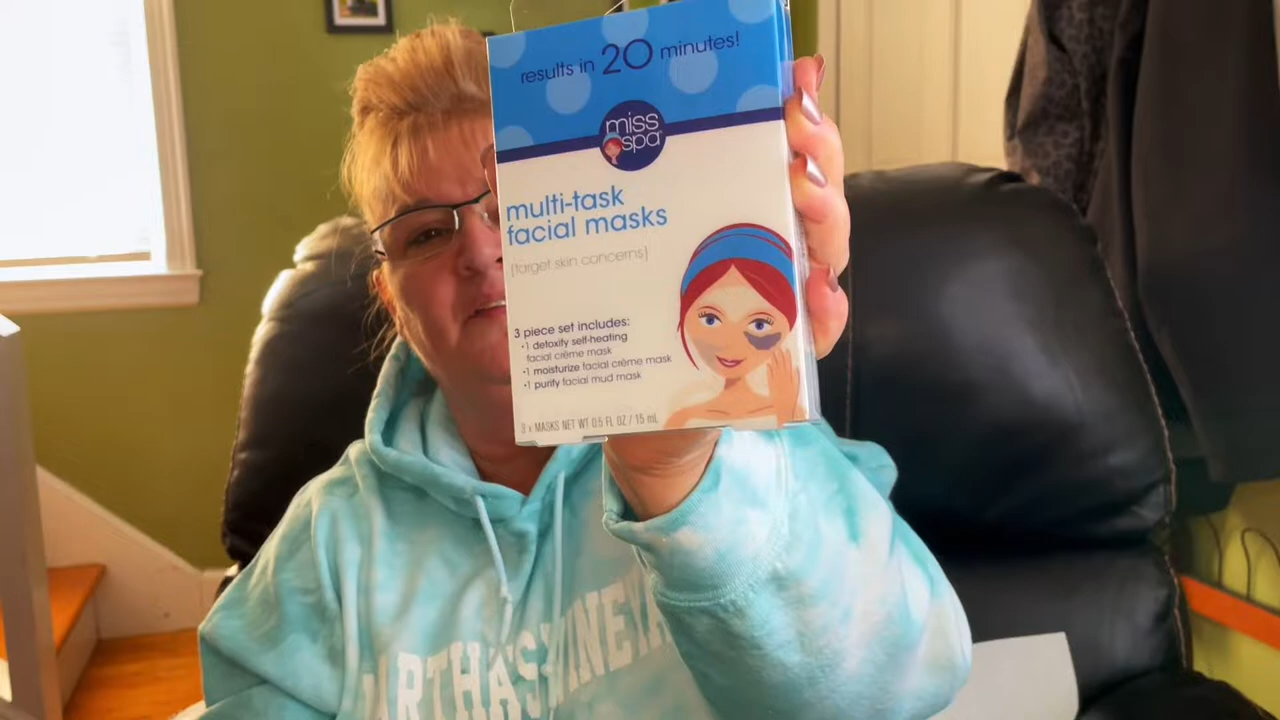 results in 20 minutes!
miss
spa
multi-task
facial masks
{target skin concerns}
3 piece set includes:
•1 detoxify self-heating
facial crème mask
•1 moisturize facial crème mask
•1 purify facial mud mask
MASKS NET WT 0.5 FL OZ / 15 mL
ARTHA'S VINEYA